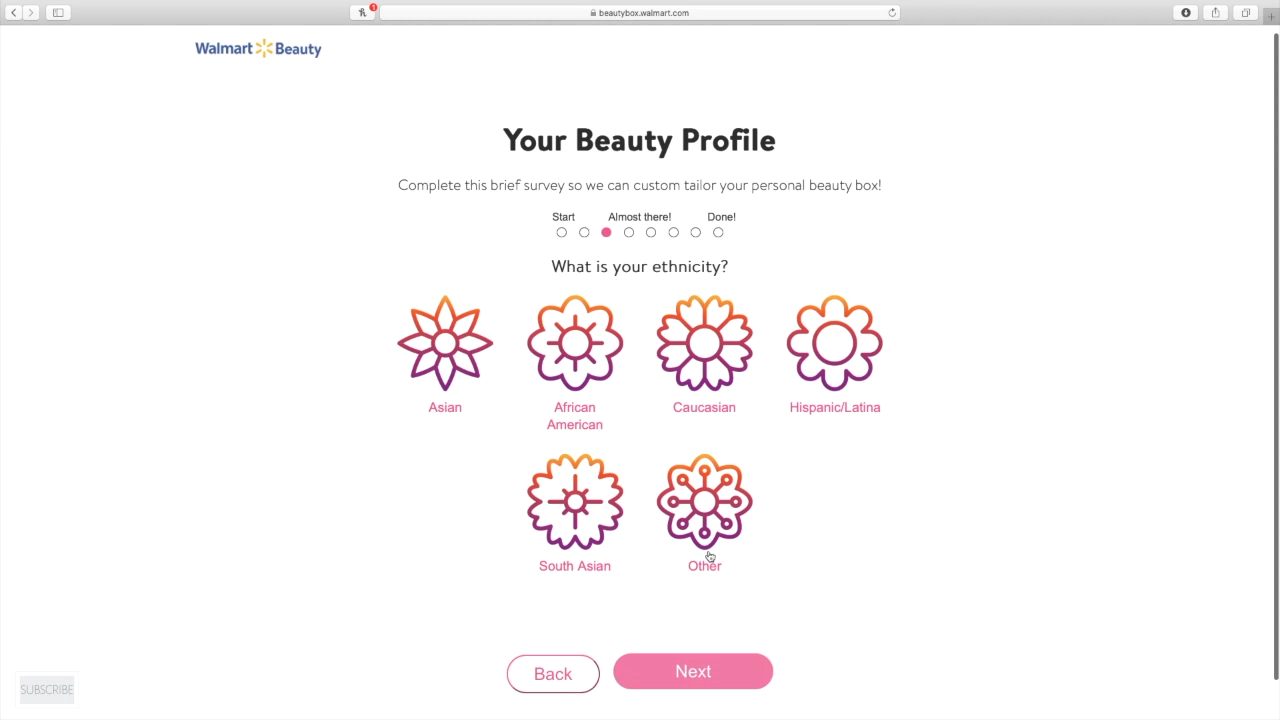 1
beautybox.walmart.com
Walmart Beauty
Your Beauty Profile
Complete this brief survey so we can custom tailor your personal beauty box!
Start Almost there! Done!
What is your ethnicity?
Asian African American Caucasian Hispanic/Latina
South Asian Other
Back Next
SUBSCRIBE